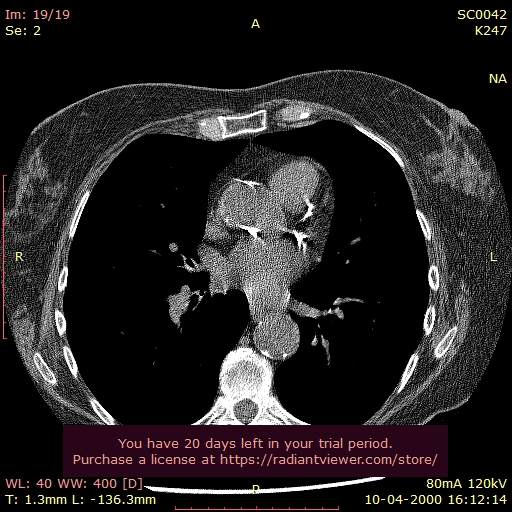 Im: 19/19
Se: 2
A
SC0042
K247
NA
R
L
You have 20 days left in your trial period.
Purchase a license at https://radiantviewer.com/store/
WL: 40 WW: 400 [D]
T: 1.3mm L: -136.3mm
P
80mA 120kV
10-04-2000 16:12:14